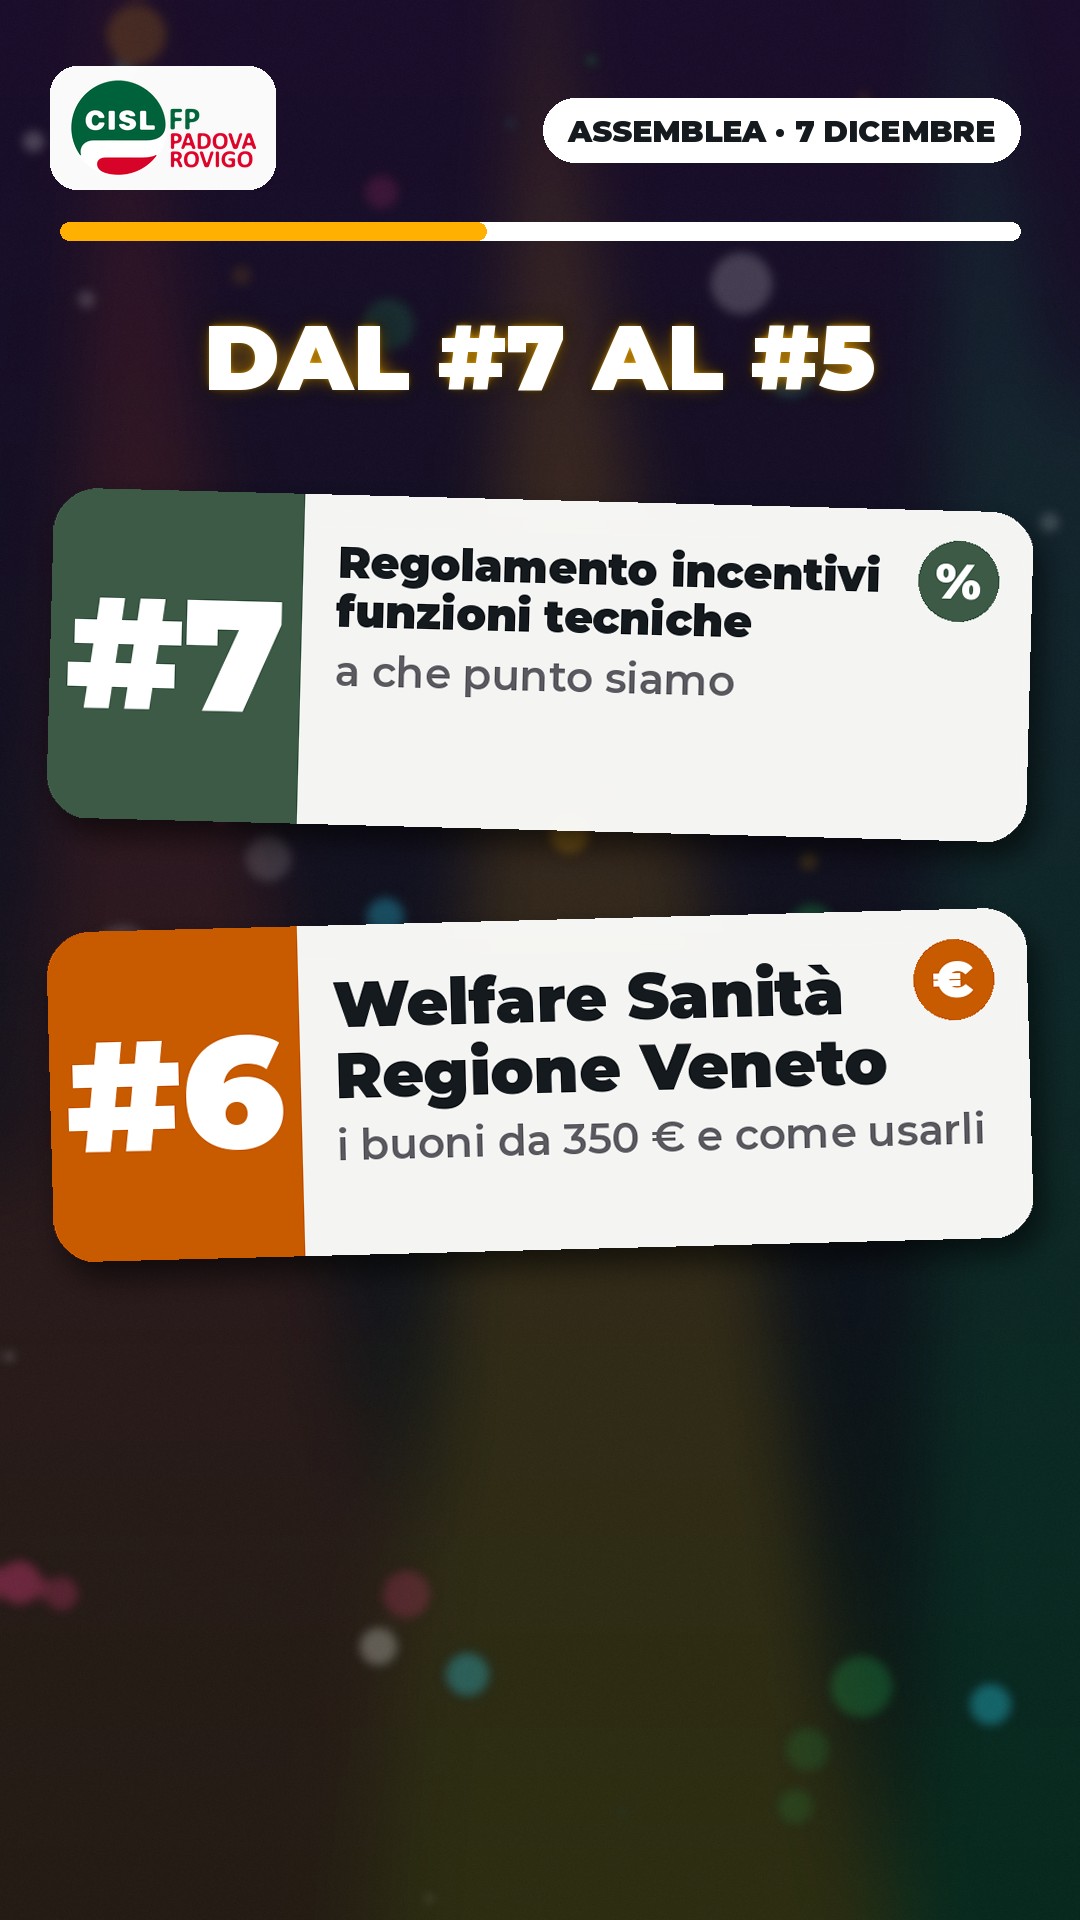 CISL FP
PADOVA
ROVIGO
ASSEMBLEA • 7 DICEMBRE
DAL #7 AL #5
#7
Regolamento incentivi
funzioni tecniche
a che punto siamo
%
#6
Welfare Sanità
Regione Veneto
i buoni da 350 € e come usarli
€